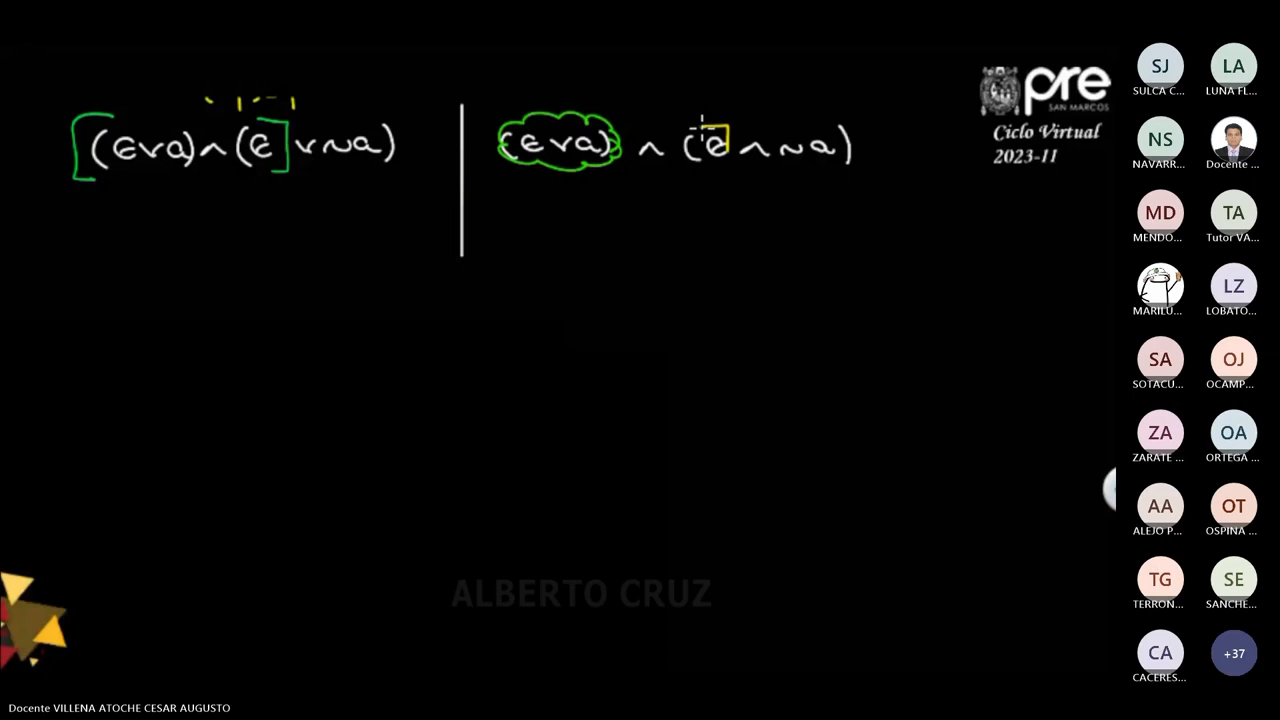 (e v a) ∧ (e v ~a)
(e v a) ∧ (e ∧ ~a)
pre
SAN MARCOS
Ciclo Virtual
2023-11
ALBERTO CRUZ
SJ
SULCA C...
LA
LUNA FL...
NS
NAVARR...
Docente ...
MD
MENDO...
TA
Tutor VA...
MARILÚ...
LZ
LOBATO...
SA
SOTACU...
OJ
OCAMP...
ZA
ZARATE ...
OA
ORTEGA ...
AA
ALEJO P...
OT
OSPINA ...
TG
TERRON...
SE
SANCHE...
CA
CACERES...
+37
Docente VILLENA ATOCHE CESAR AUGUSTO